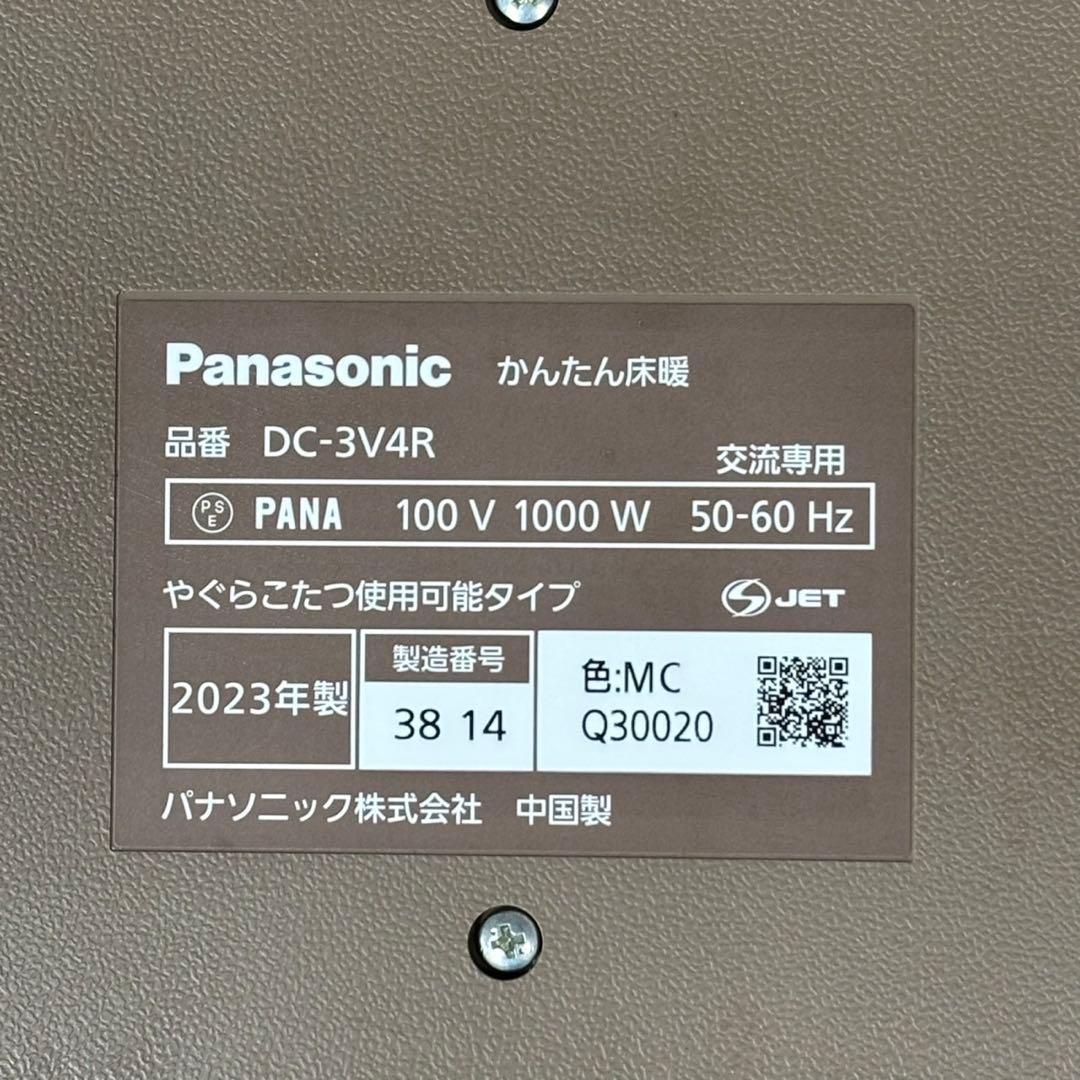 Panasonic かんたん床暖
品番 DC-3V4R
交流専用
PSE PANA 100 V 1000 W 50-60 Hz
やぐらこたつ使用可能タイプ
S JET
2023年製
製造番号
38 14
色:MC
Q30020
パナソニック株式会社 中国製